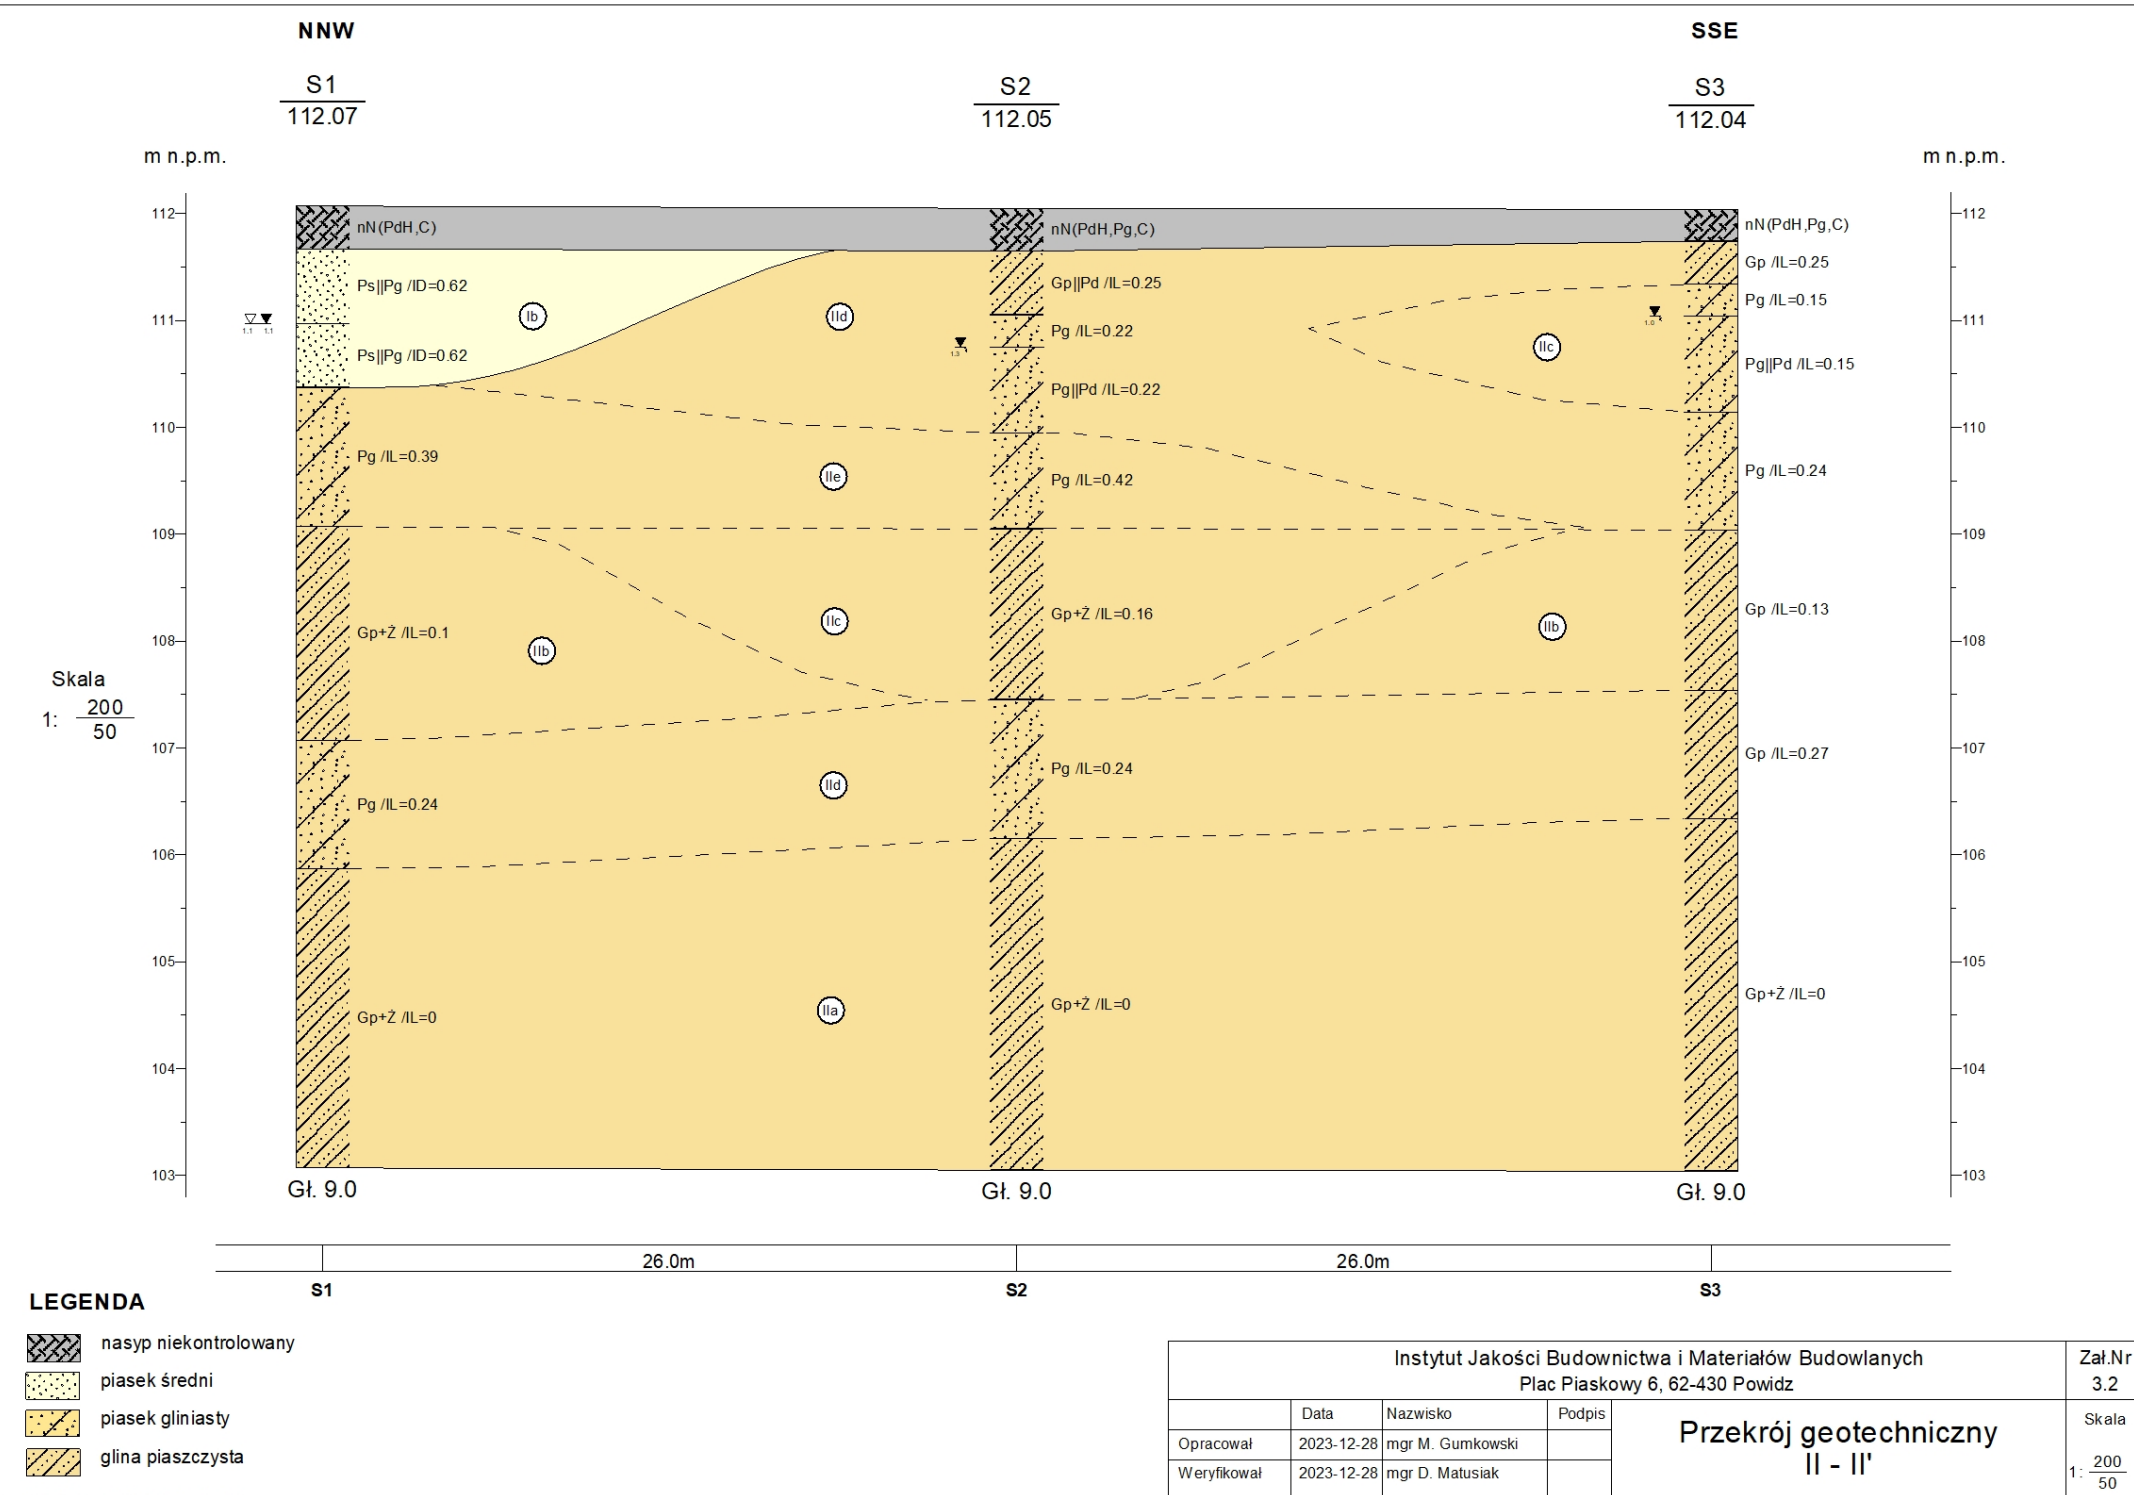 NNW
SSE
S1
112.07
S2
112.05
S3
112.04
m n.p.m.
m n.p.m.
112
111
110
109
108
107
106
105
104
103
112
111
110
109
108
107
106
105
104
103
nN(PdH,C)
Ps||Pg /ID=0.62
Ps||Pg /ID=0.62
Pg /IL=0.39
Gp+Ż /IL=0.1
Pg /IL=0.24
Gp+Ż /IL=0
nN(PdH,Pg,C)
Gp||Pd /IL=0.25
Pg /IL=0.22
Pg||Pd /IL=0.22
Pg /IL=0.42
Gp+Ż /IL=0.16
Pg /IL=0.24
Gp+Ż /IL=0
nN(PdH,Pg,C)
Gp /IL=0.25
Pg /IL=0.15
Pg||Pd /IL=0.15
Pg /IL=0.24
Gp /IL=0.13
Gp /IL=0.27
Gp+Ż /IL=0
1.1 1.1
1.3
1.0
Ib
IId
IIc
IIe
IIc
IIb
IIb
IId
IIa
Skala
1: 200
50
Gł. 9.0
Gł. 9.0
Gł. 9.0
26.0m
26.0m
S1
S2
S3
LEGENDA
nasyp niekontrolowany
piasek średni
piasek gliniasty
glina piaszczysta
Instytut Jakości Budownictwa i Materiałów Budowlanych
Plac Piaskowy 6, 62-430 Powidz
Zał.Nr
3.2
Data Nazwisko Podpis
Opracował 2023-12-28 mgr M. Gumkowski
Weryfikował 2023-12-28 mgr D. Matusiak
Przekrój geotechniczny
II - II'
Skala
1: 200
50